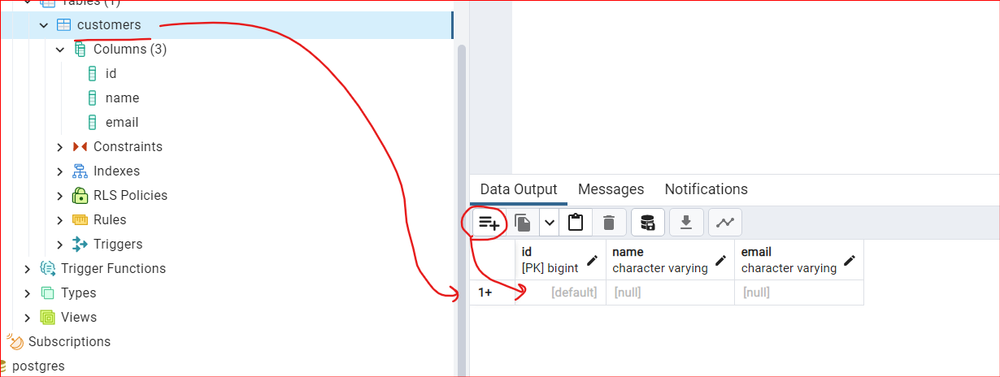 Tables (1)
customers
Columns (3)
id
name
email
Constraints
Indexes
RLS Policies
Rules
Triggers
Trigger Functions
Types
Views
Subscriptions
postgres
Data Output Messages Notifications
id name email
[PK] bigint character varying character varying
1+ [default] [null] [null]